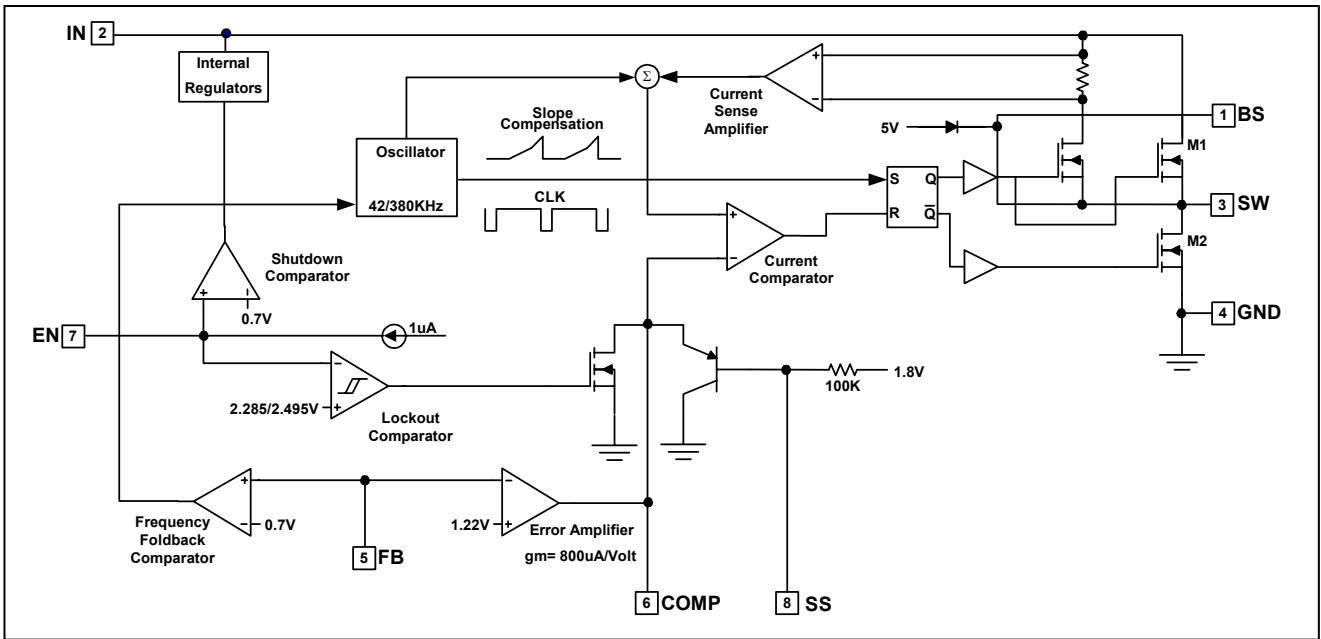 IN 2
Internal
Regulators
Σ
+
−
Current
Sense
Amplifier
5V
1 BS
M1
Slope
Compensation
Oscillator
42/380KHz
CLK
S Q
R Q̅
3 SW
M2
+
−
Current
Comparator
4 GND
Shutdown
Comparator
+ −
0.7V
EN 7
1uA
−
2.285/2.495V +
Lockout
Comparator
100K
1.8V
Frequency
Foldback
Comparator
+
− 0.7V
5 FB
−
1.22V +
Error Amplifier
gm= 800uA/Volt
6 COMP
8 SS